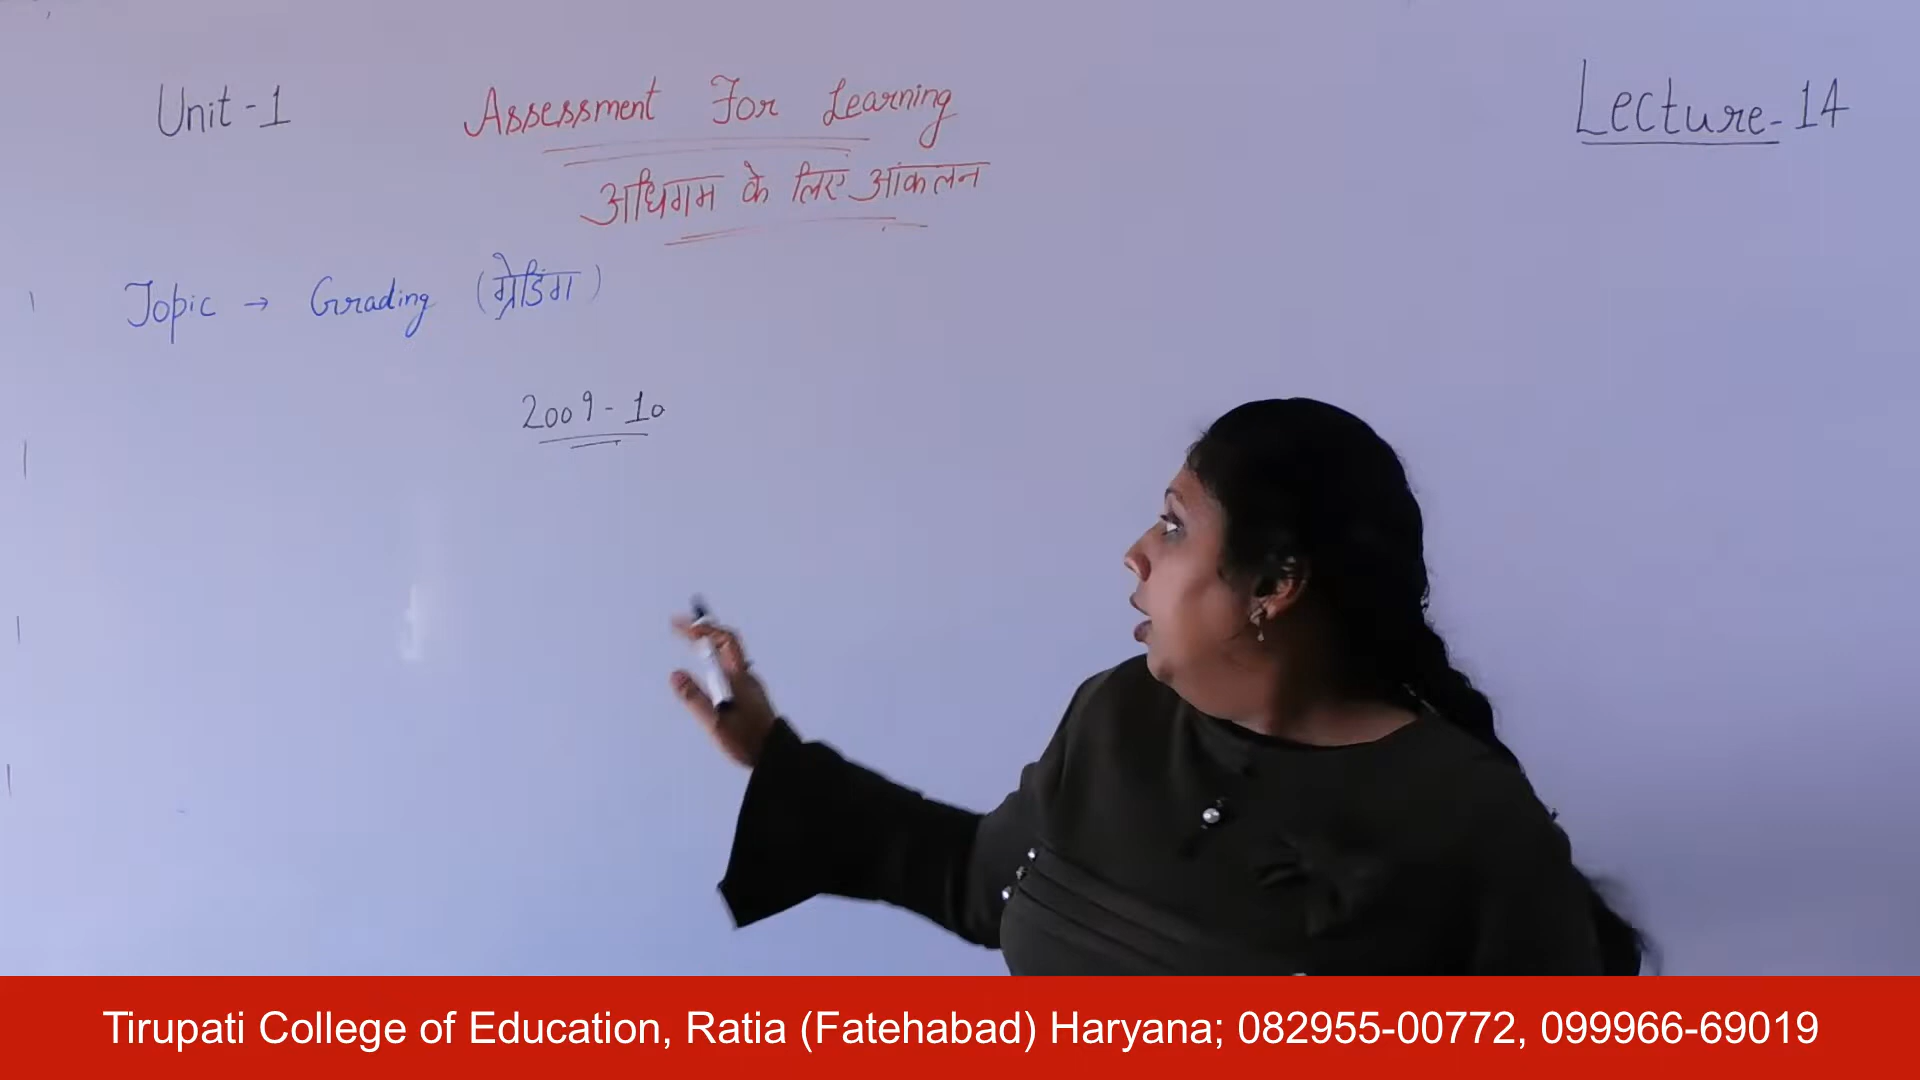 Unit-1 Assessment For Learning Lecture-14
अधिगम के लिए आंकलन
Topic → Grading (ग्रेडिंग)
2009-10
Tirupati College of Education, Ratia (Fatehabad) Haryana; 082955-00772, 099966-69019